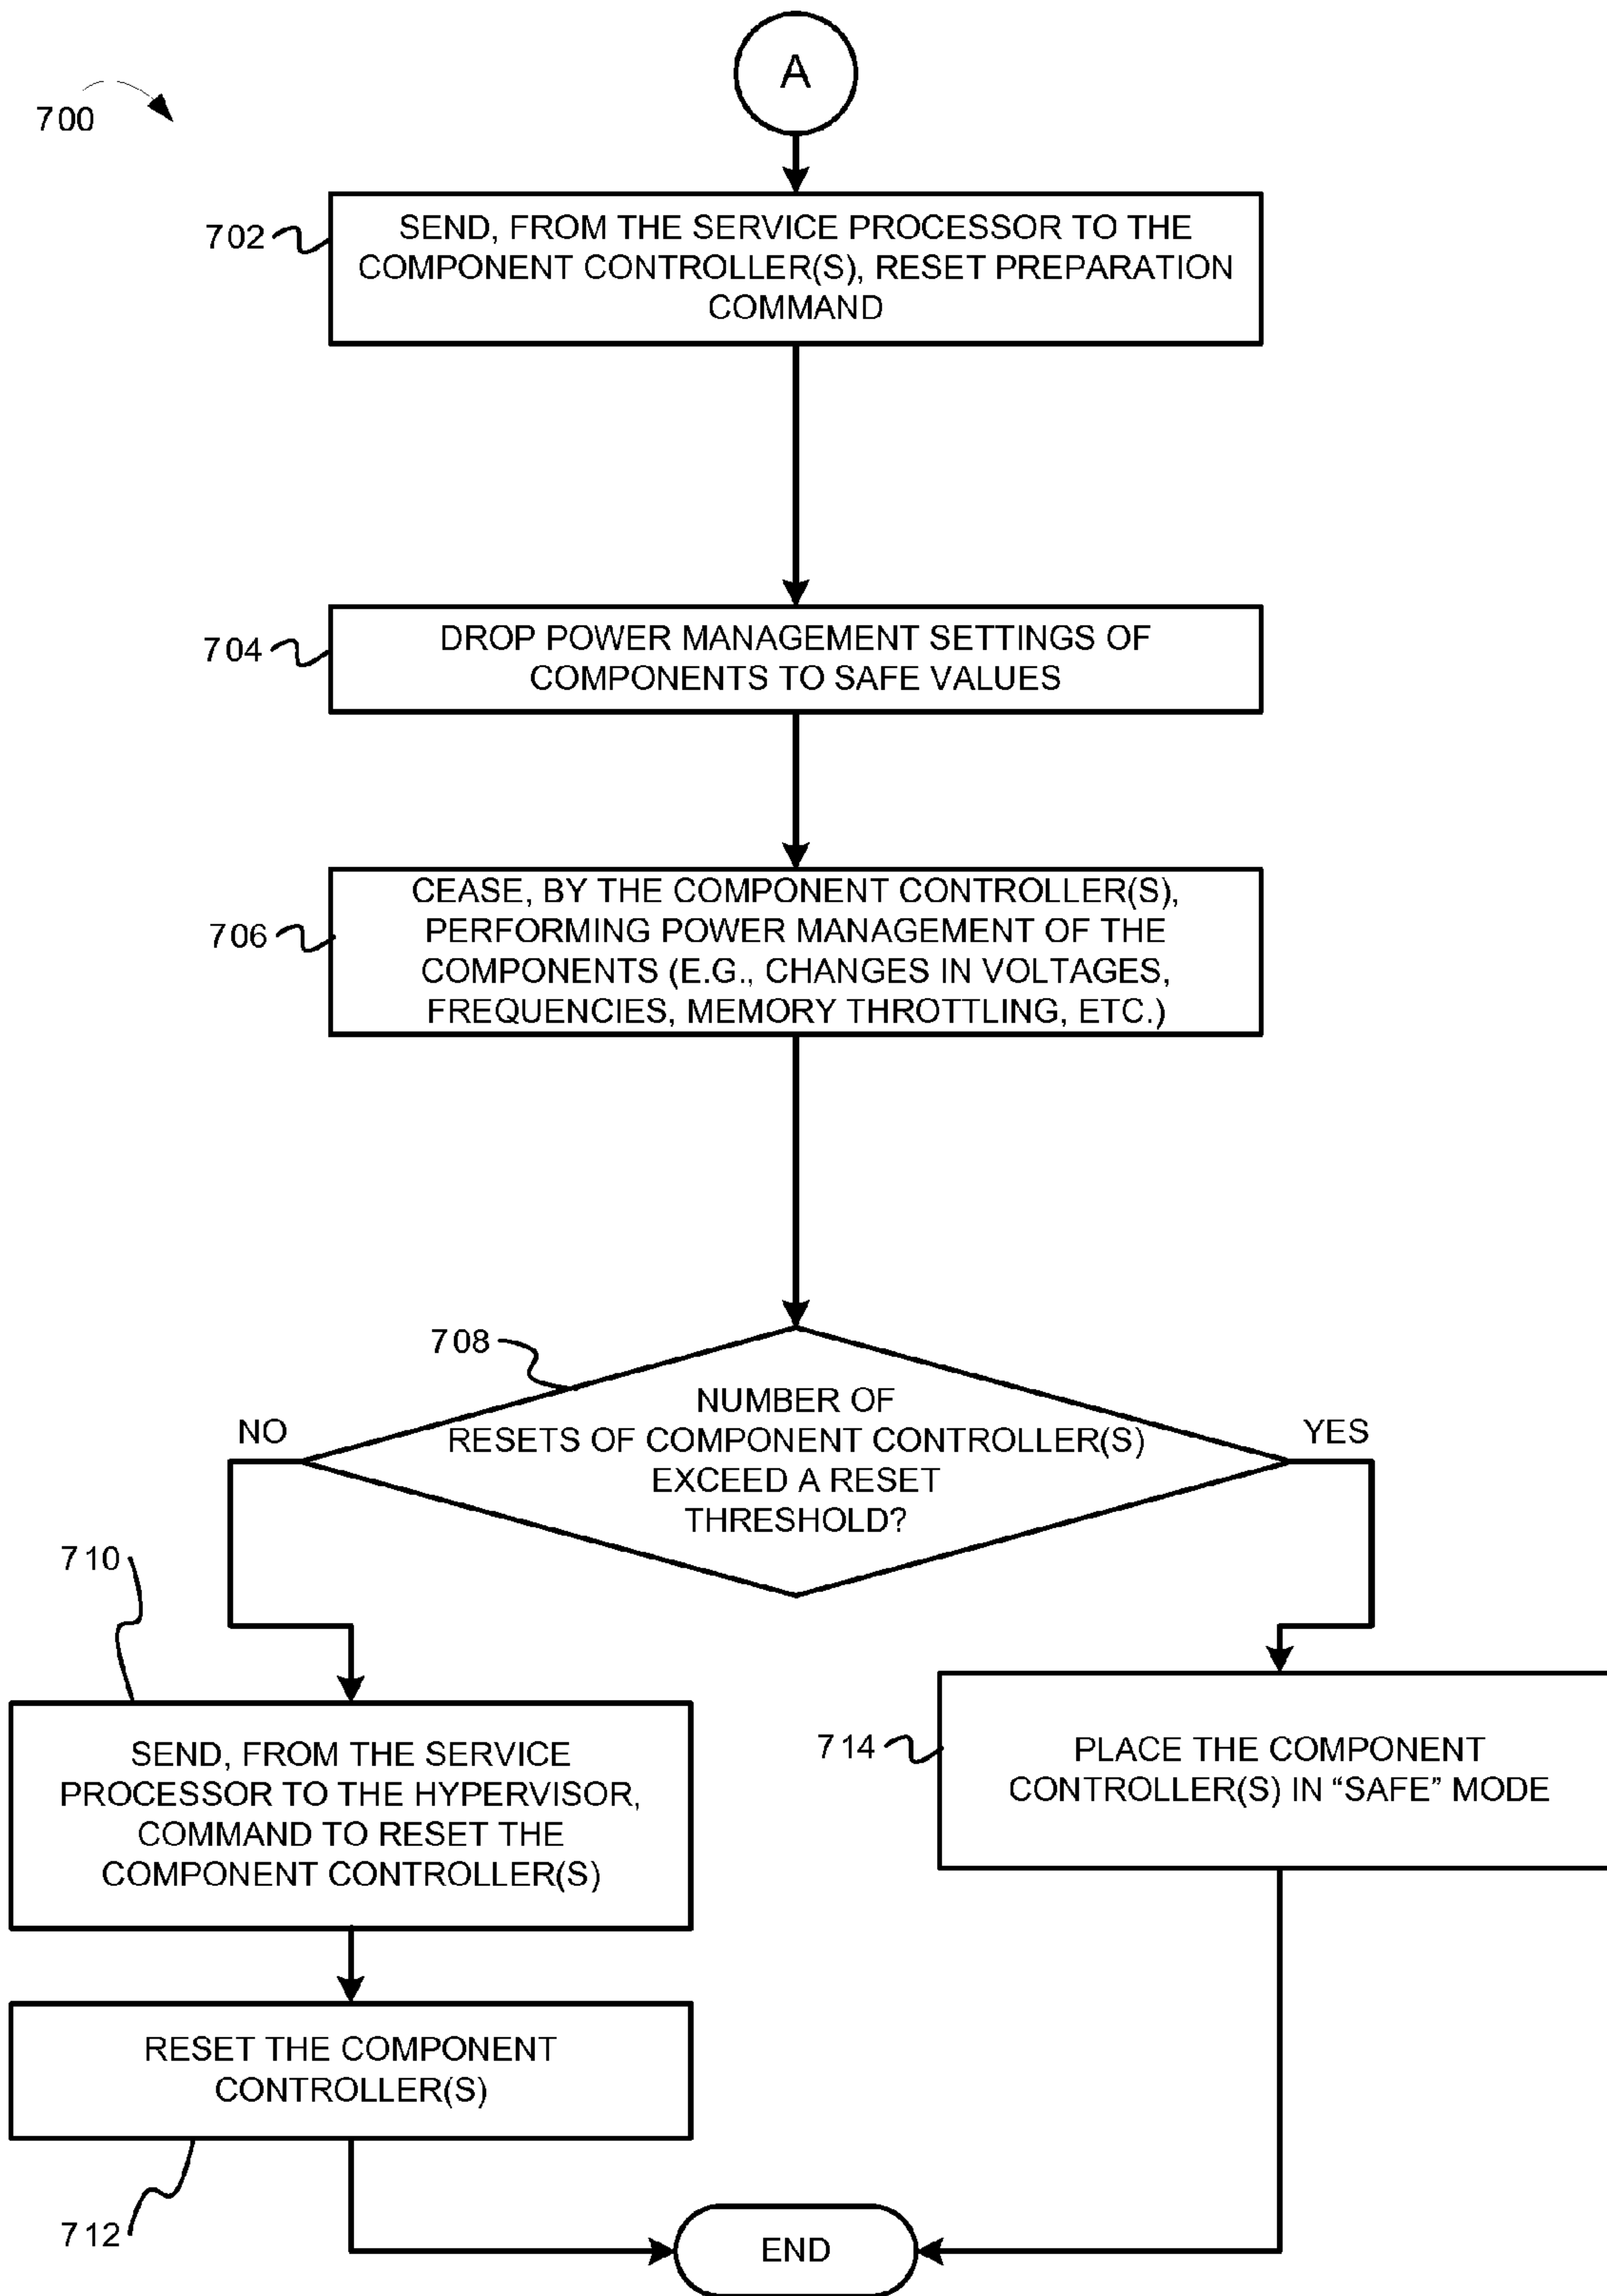 A
700
702
SEND, FROM THE SERVICE PROCESSOR TO THE
COMPONENT CONTROLLER(S), RESET PREPARATION
COMMAND
704
DROP POWER MANAGEMENT SETTINGS OF
COMPONENTS TO SAFE VALUES
706
CEASE, BY THE COMPONENT CONTROLLER(S),
PERFORMING POWER MANAGEMENT OF THE
COMPONENTS (E.G., CHANGES IN VOLTAGES,
FREQUENCIES, MEMORY THROTTLING, ETC.)
708
NUMBER OF
RESETS OF COMPONENT CONTROLLER(S)
EXCEED A RESET
THRESHOLD?
NO
YES
710
SEND, FROM THE SERVICE
PROCESSOR TO THE HYPERVISOR,
COMMAND TO RESET THE
COMPONENT CONTROLLER(S)
714
PLACE THE COMPONENT
CONTROLLER(S) IN “SAFE” MODE
RESET THE COMPONENT
CONTROLLER(S)
712
END